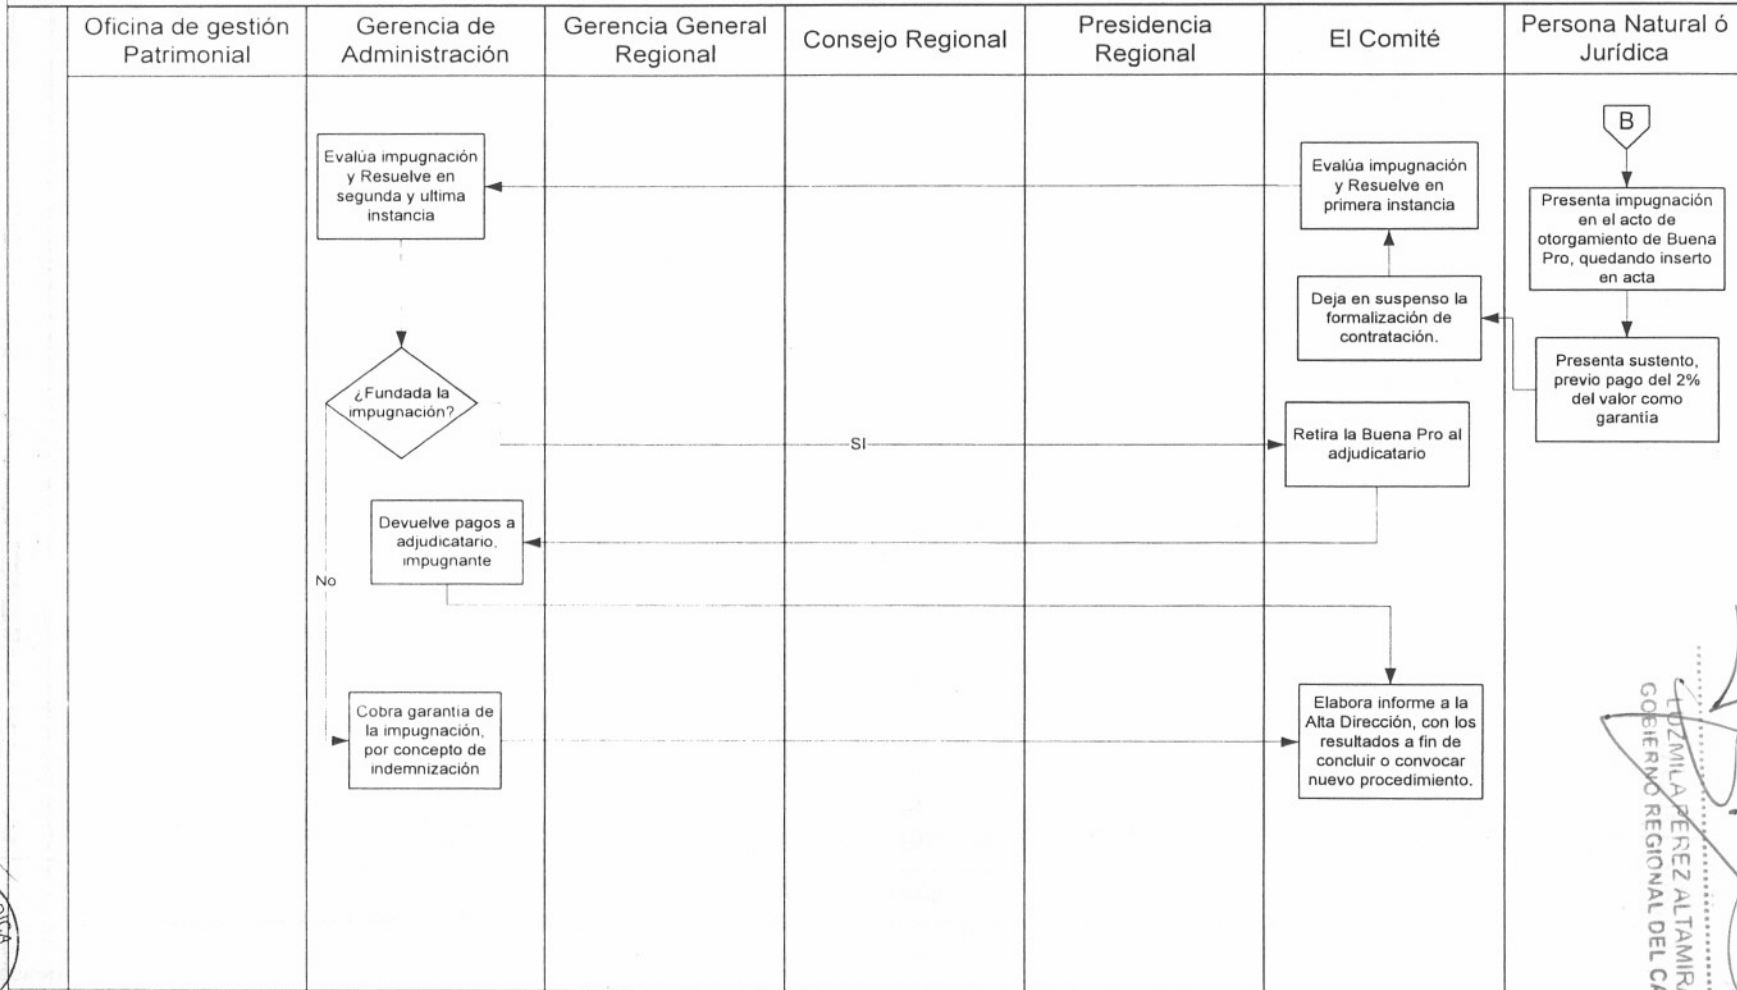 Oficina de gestión
Patrimonial
Gerencia de
Administración
Gerencia General
Regional
Consejo Regional
Presidencia
Regional
El Comité
Persona Natural ó
Jurídica
B
Evalúa impugnación
y Resuelve en
segunda y ultima
instancia
Evalúa impugnación
y Resuelve en
primera instancia
Presenta impugnación
en el acto de
otorgamiento de Buena
Pro, quedando inserto
en acta
Deja en suspenso la
formalización de
contratación.
Presenta sustento,
previo pago del 2%
del valor como
garantía
¿Fundada la
impugnación?
SI
Retira la Buena Pro al
adjudicatario
Devuelve pagos a
adjudicatario,
impugnante
No
Cobra garantia de
la impugnación,
por concepto de
indemnización
Elabora informe a la
Alta Dirección, con los
resultados a fin de
concluir o convocar
nuevo procedimiento.
LUZMILA PEREZ ALTAMIRA
GOBIERNO REGIONAL DEL CA